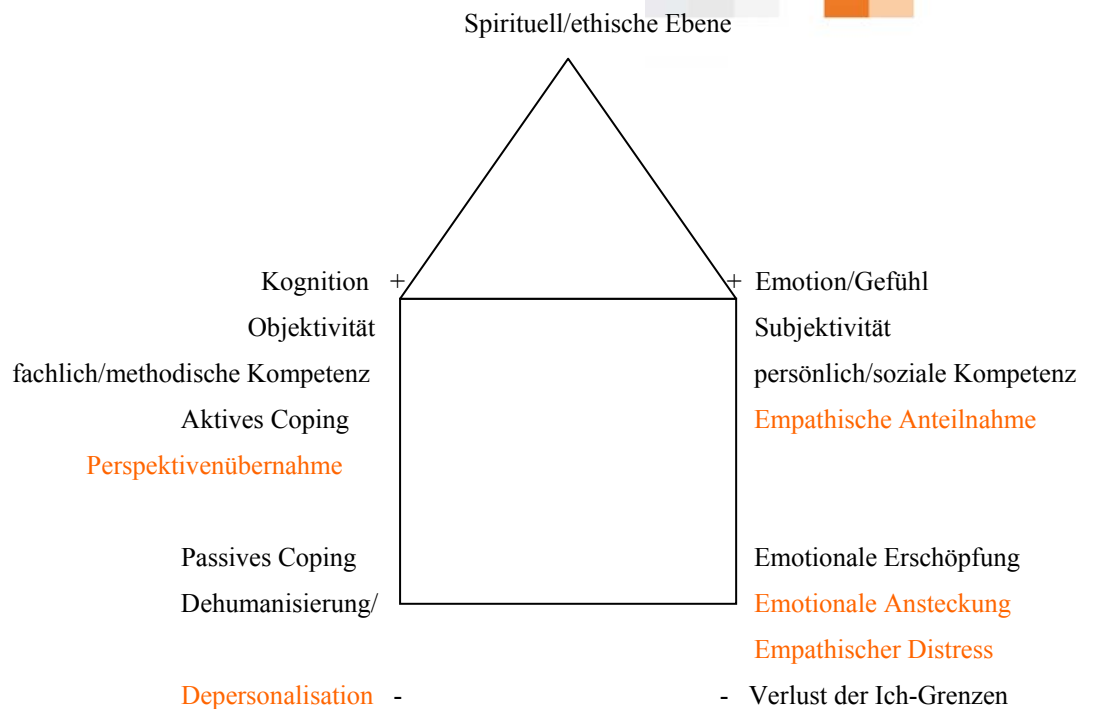 Spirituell/ethische Ebene
Kognition + + Emotion/Gefühl
Objektivität Subjektivität
fachlich/methodische Kompetenz persönlich/soziale Kompetenz
Aktives Coping Empathische Anteilnahme
Perspektivenübernahme
Passives Coping Emotionale Erschöpfung
Dehumanisierung/ Emotionale Ansteckung
Empathischer Distress
Depersonalisation - - Verlust der Ich-Grenzen